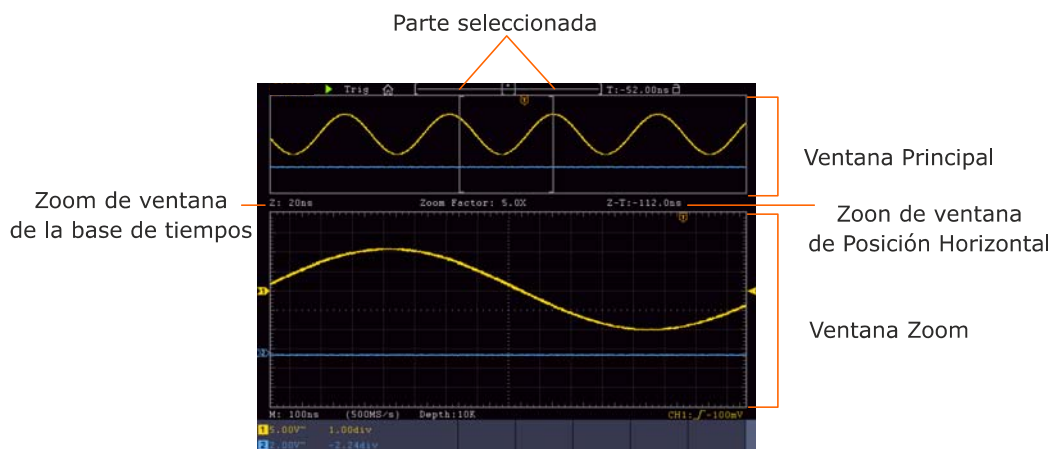 Parte seleccionada
Trig T:-52.00ns
Ventana Principal
Zoom de ventana
de la base de tiempos
Z: 20ns Zoom Factor: 5.0X Z-T:-112.0ns
Zoon de ventana
de Posición Horizontal
Ventana Zoom
M: 100ns (500MS/s) Depth:10K CH1: -100mV
1 5.00V~ 1.00div
2 2.00V~ -2.24div